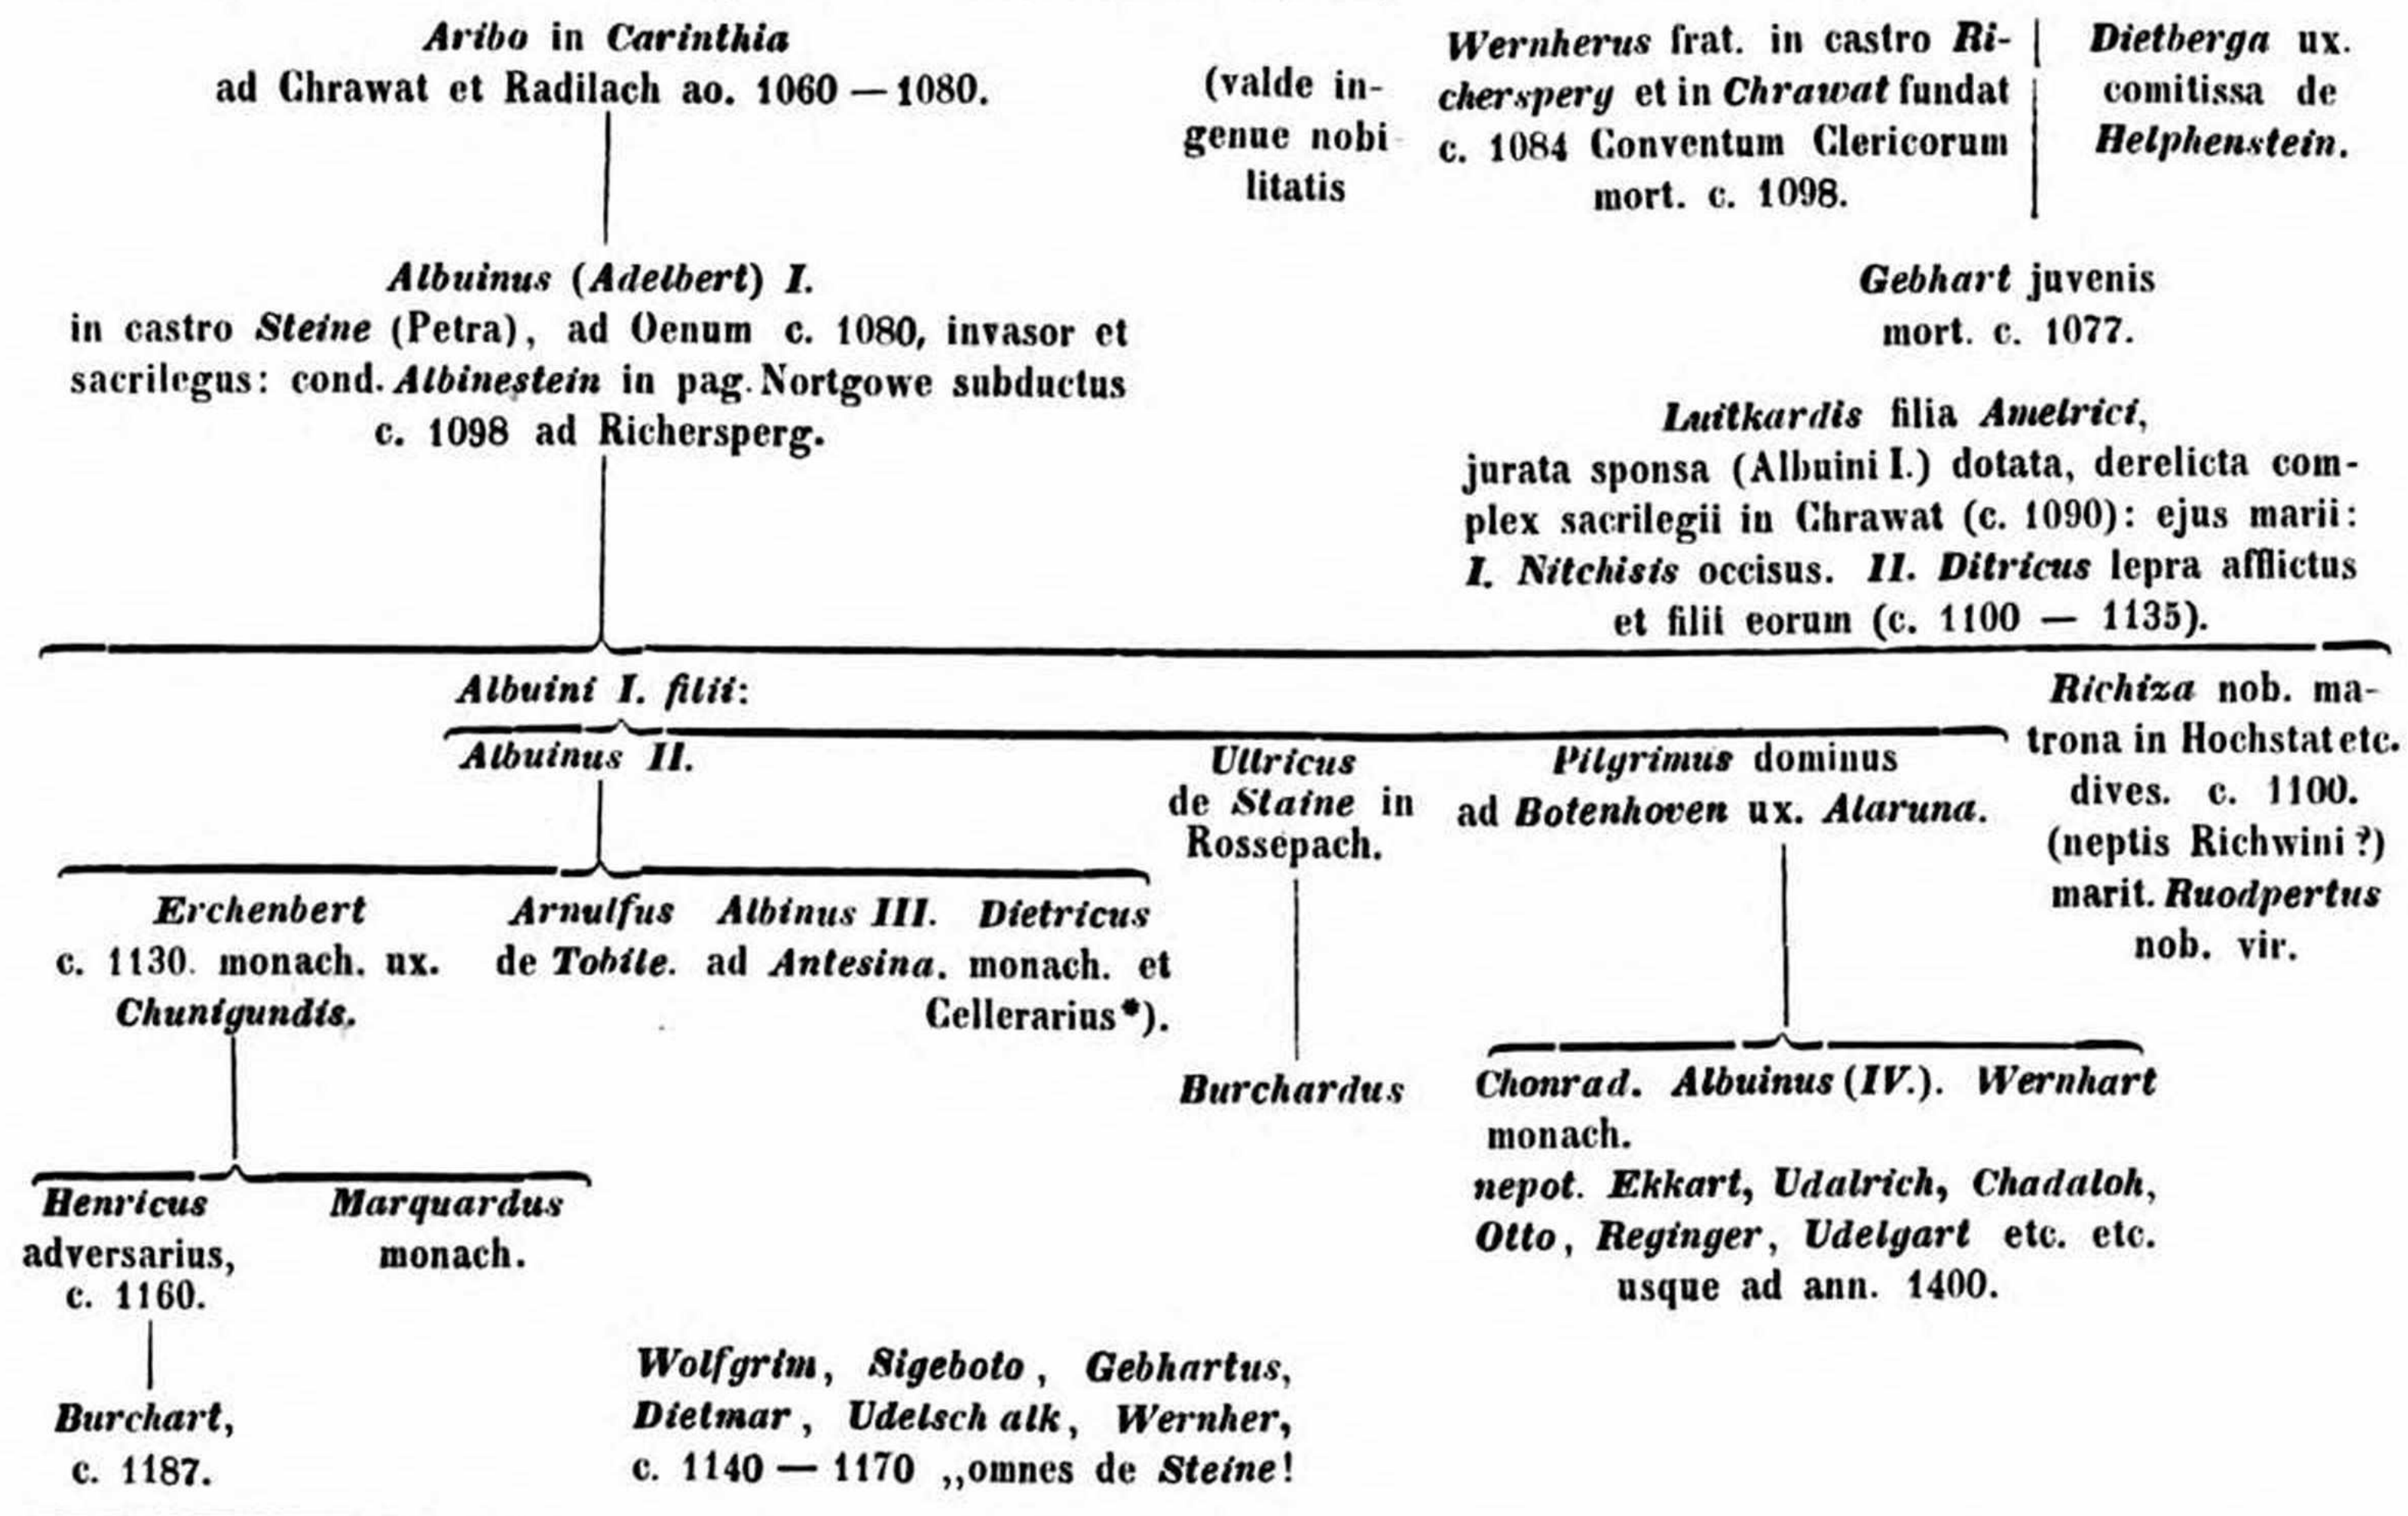 Aribo in Carinthia
ad Chrawat et Radilach ao. 1060 — 1080.
(valde in-
genue nobi
litatis
Wernherus frat. in castro Ri-
cherspery et in Chrawat fundat
c. 1084 Conventum Clericorum
mort. c. 1098.
Dietberga ux.
comitissa de
Helphenstein.
Albuinus (Adelbert) I.
in castro Steine (Petra), ad Oenum c. 1080, invasor et
sacrilegus: cond. Albinestein in pag. Nortgowe subductus
c. 1098 ad Richersperg.
Gebhart juvenis
mort. c. 1077.
Luitkardis filia Amelrici,
jurata sponsa (Albuini I.) dotata, derelicta com-
plex sacrilegii in Chrawat (c. 1090): ejus marii:
I. Nitchisis occisus. II. Ditricus lepra afflictus
et filii eorum (c. 1100 — 1135).
Albuini I. filii:
Richiza nob. ma-
trona in Hochstat etc.
dives. c. 1100.
(neptis Richwini ?)
marit. Ruodpertus
nob. vir.
Albuinus II.
Ullricus
de Staine in
Rossepach.
Pilgrimus dominus
ad Botenhoven ux. Alaruna.
Erchenbert
c. 1130. monach. ux.
Chunigundis.
Arnulfus
de Tobile.
Albinus III.
ad Antesina.
Dietricus
monach. et
Cellerarius*).
Burchardus
Chonrad. Albuinus (IV.). Wernhart
monach.
nepot. Ekkart, Udalrich, Chadaloh,
Otto, Reginger, Udelgart etc. etc.
usque ad ann. 1400.
Henricus
adversarius,
c. 1160.
Marquardus
monach.
Burchart,
c. 1187.
Wolfgrim, Sigeboto, Gebhartus,
Dietmar, Udelsch alk, Wernher,
c. 1140 — 1170 „omnes de Steine!